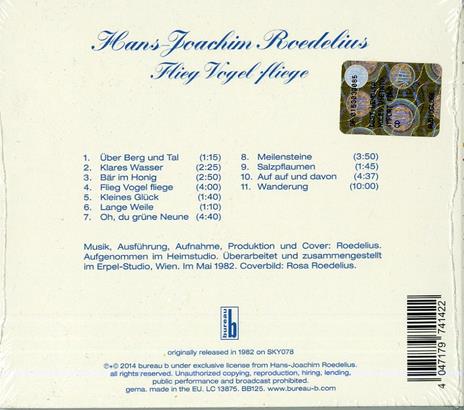 Hans-Joachim Roedelius
Flieg Vogel fliege
1. Über Berg und Tal (1:15)
2. Klares Wasser (2:25)
3. Bär im Honig (2:50)
4. Flieg Vogel fliege (4:00)
5. Kleines Glück (1:40)
6. Lange Weile (1:10)
7. Oh, du grüne Neune (4:40)
8. Meilensteine (3:50)
9. Salzpflaumen (1:45)
10. Auf auf und davon (4:37)
11. Wanderung (10:00)
Musik, Ausführung, Aufnahme, Produktion und Cover: Roedelius.
Aufgenommen im Heimstudio. Überarbeitet und zusammengestellt
im Erpel-Studio, Wien. Im Mai 1982. Coverbild: Rosa Roedelius.
bureau b
originally released in 1982 on SKY078
℗+© 2014 bureau b under exclusive license from Hans-Joachim Roedelius.
all rights reserved. Unauthorized copying, reproduction, hiring, lending,
public performance and broadcast prohibited.
gema. made in the EU. LC 13875. BB125. www.bureau-b.com
4 047179 741422